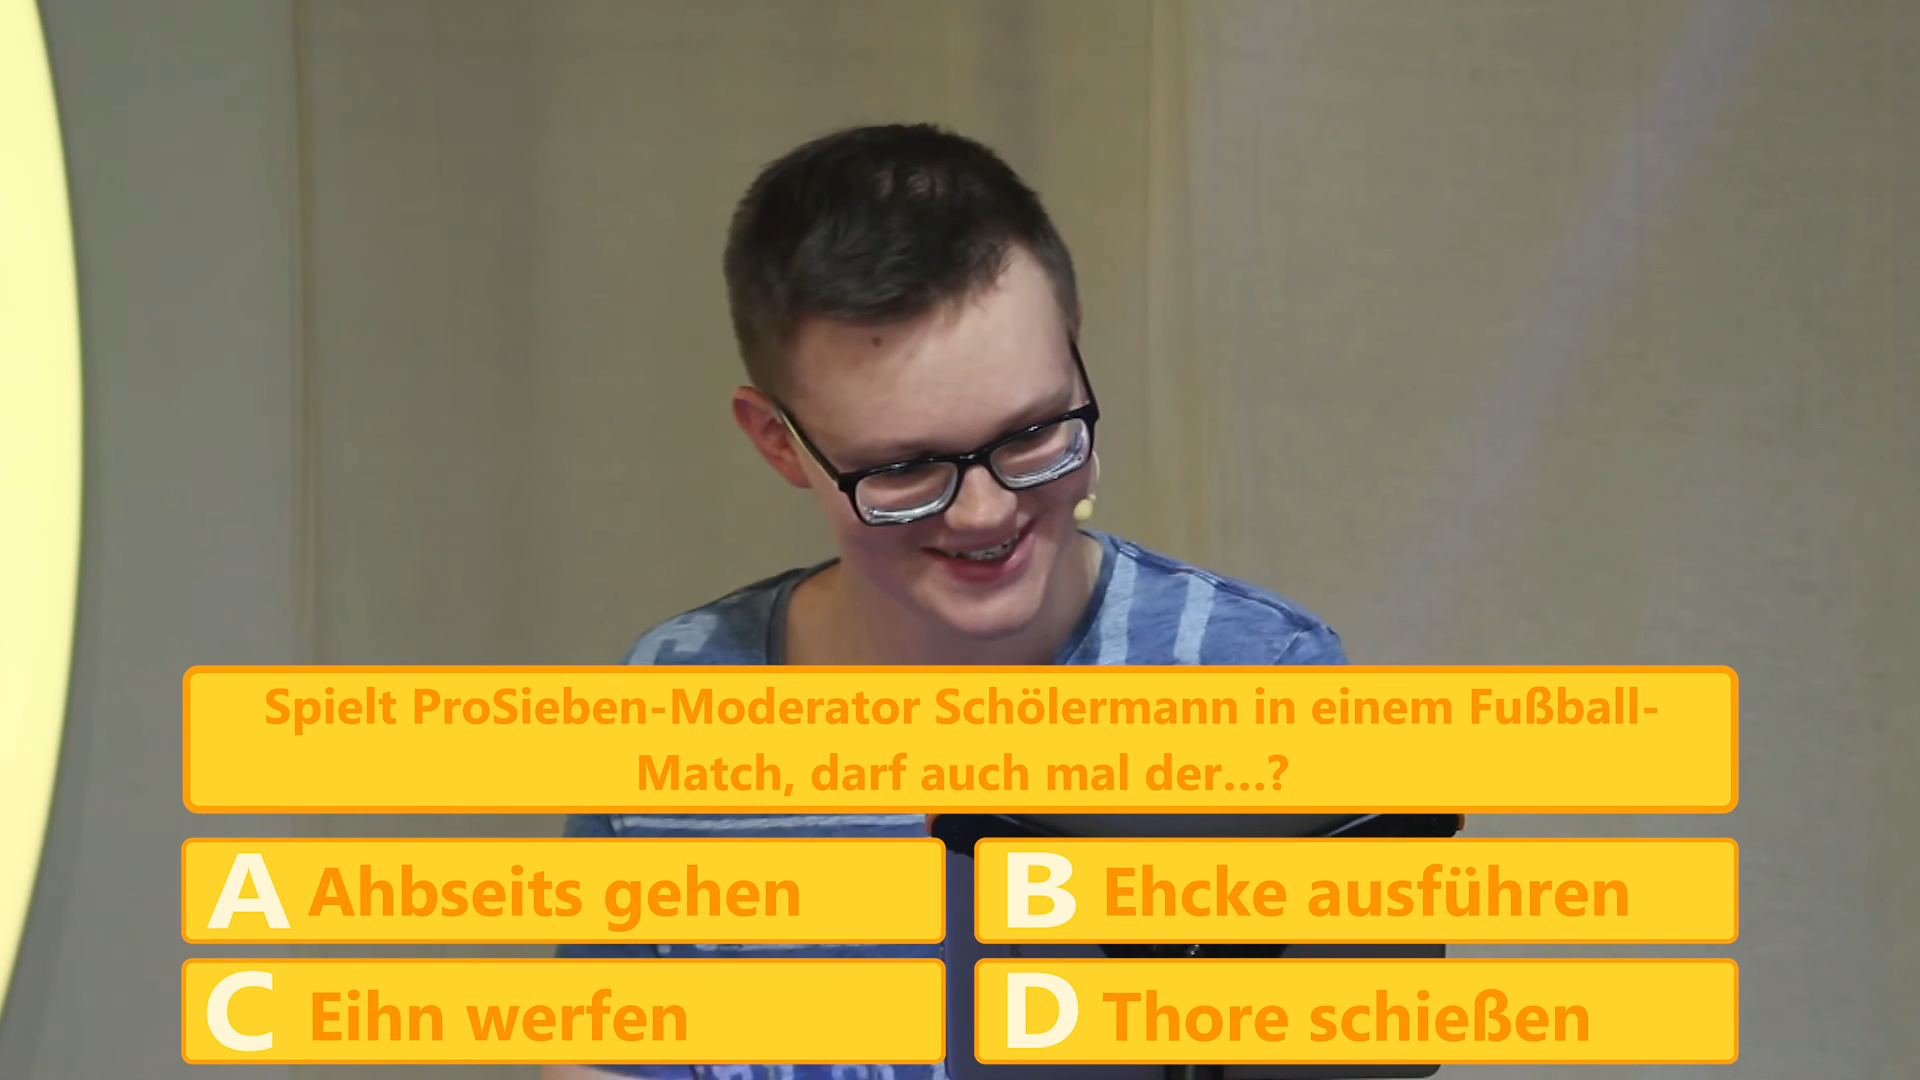 Spielt ProSieben-Moderator Schölermann in einem Fußball-
Match, darf auch mal der...?
A Ahbseits gehen
B Ehcke ausführen
C Eihn werfen
D Thore schießen